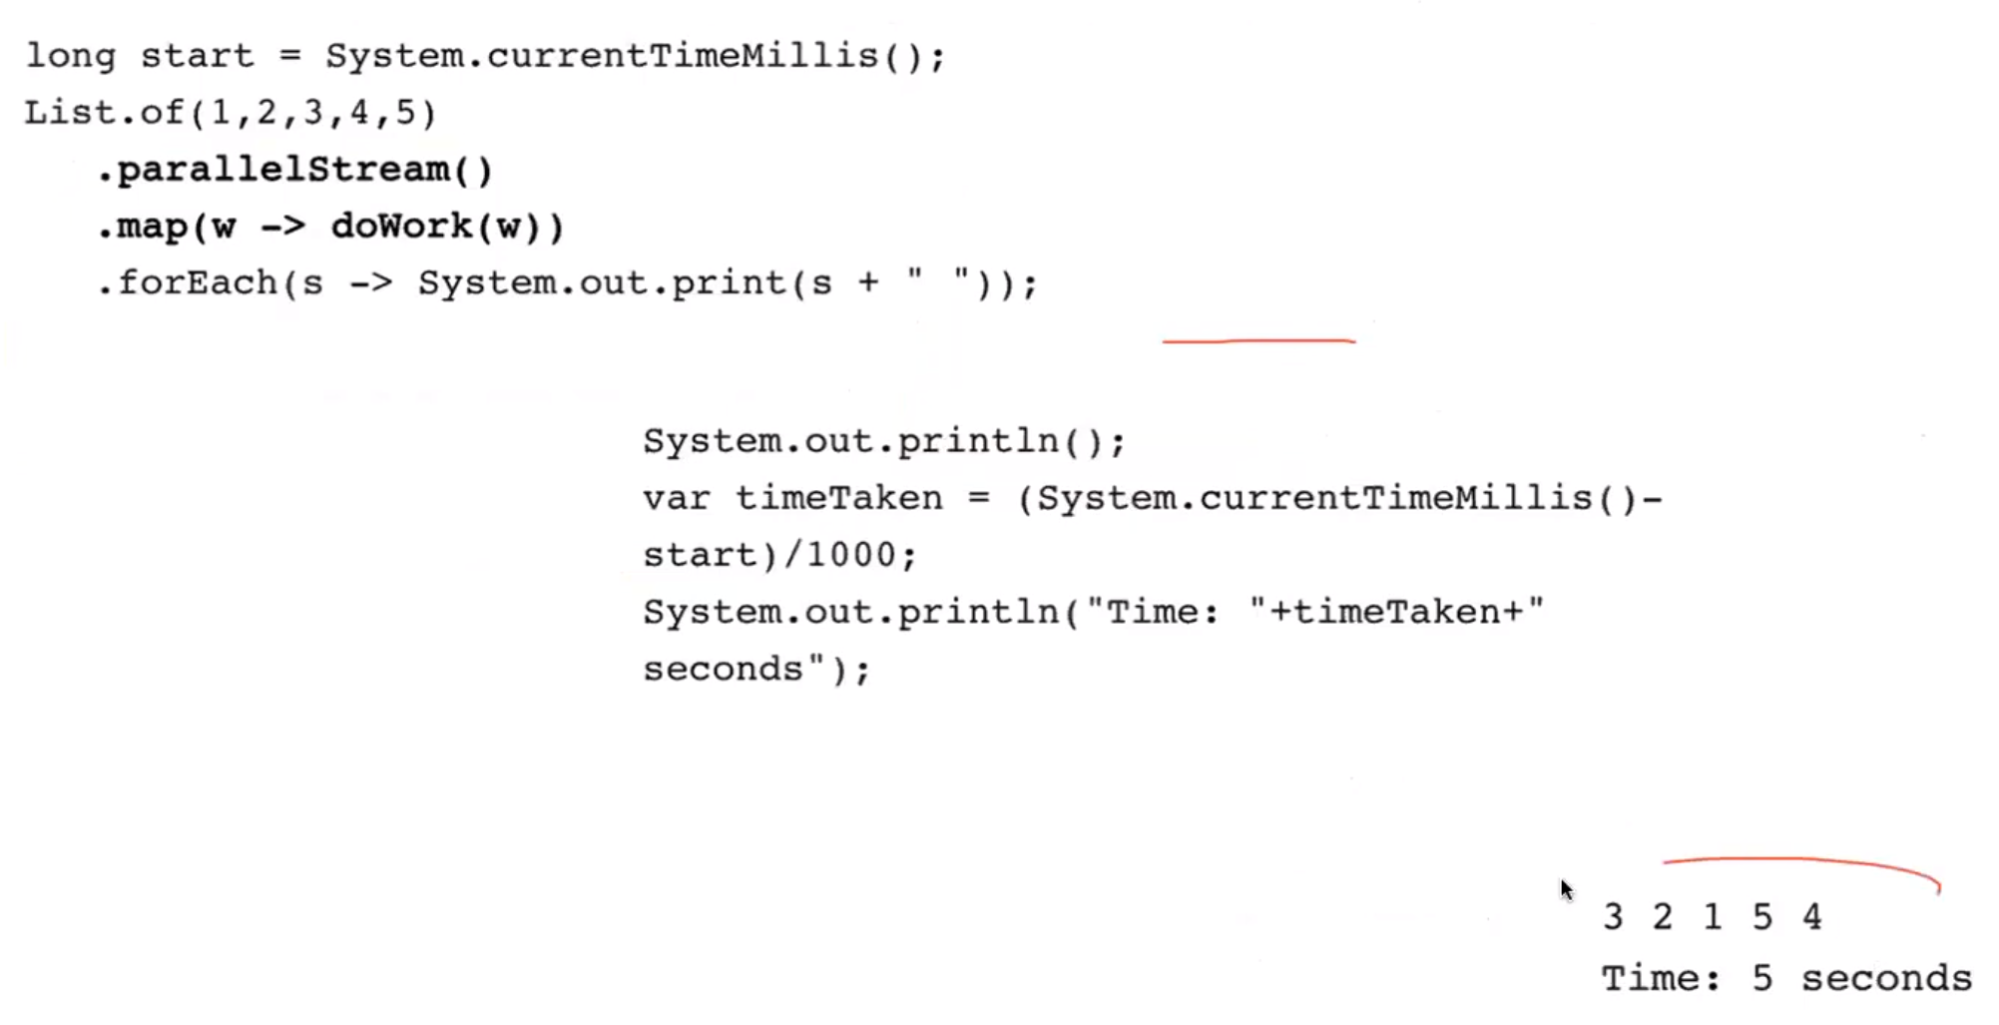 long start = System.currentTimeMillis();
List.of(1,2,3,4,5)
.parallelStream()
.map(w -> doWork(w))
.forEach(s -> System.out.print(s + " "));
System.out.println();
var timeTaken = (System.currentTimeMillis()-
start)/1000;
System.out.println("Time: "+timeTaken+"
seconds");
3 2 1 5 4
Time: 5 seconds